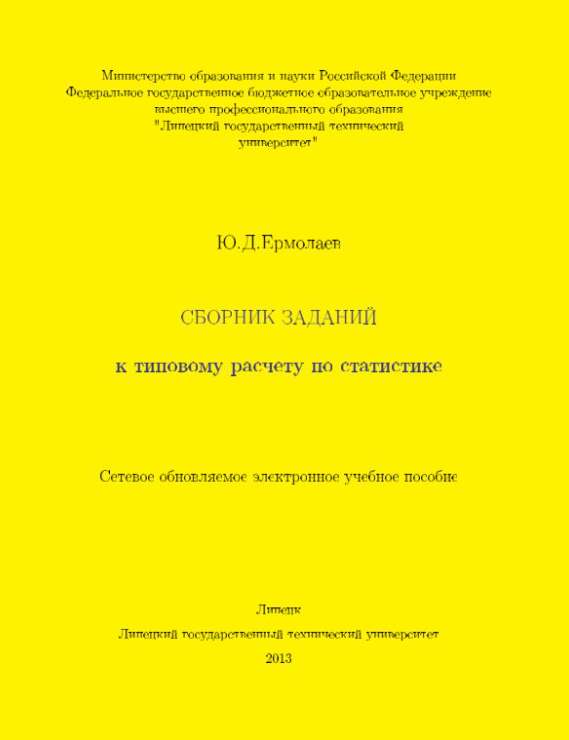 Министерство образования и науки Российской Федерации
Федеральное государственное бюджетное образовательное учреждение
высшего профессионального образования
"Липецкий государственный технический
университет"
Ю.Д.Ермолаев
СБОРНИК ЗАДАНИЙ
к типовому расчету по статистике
Сетевое обновляемое электронное учебное пособие
Липецк
Липецкий государственный технический университет
2013